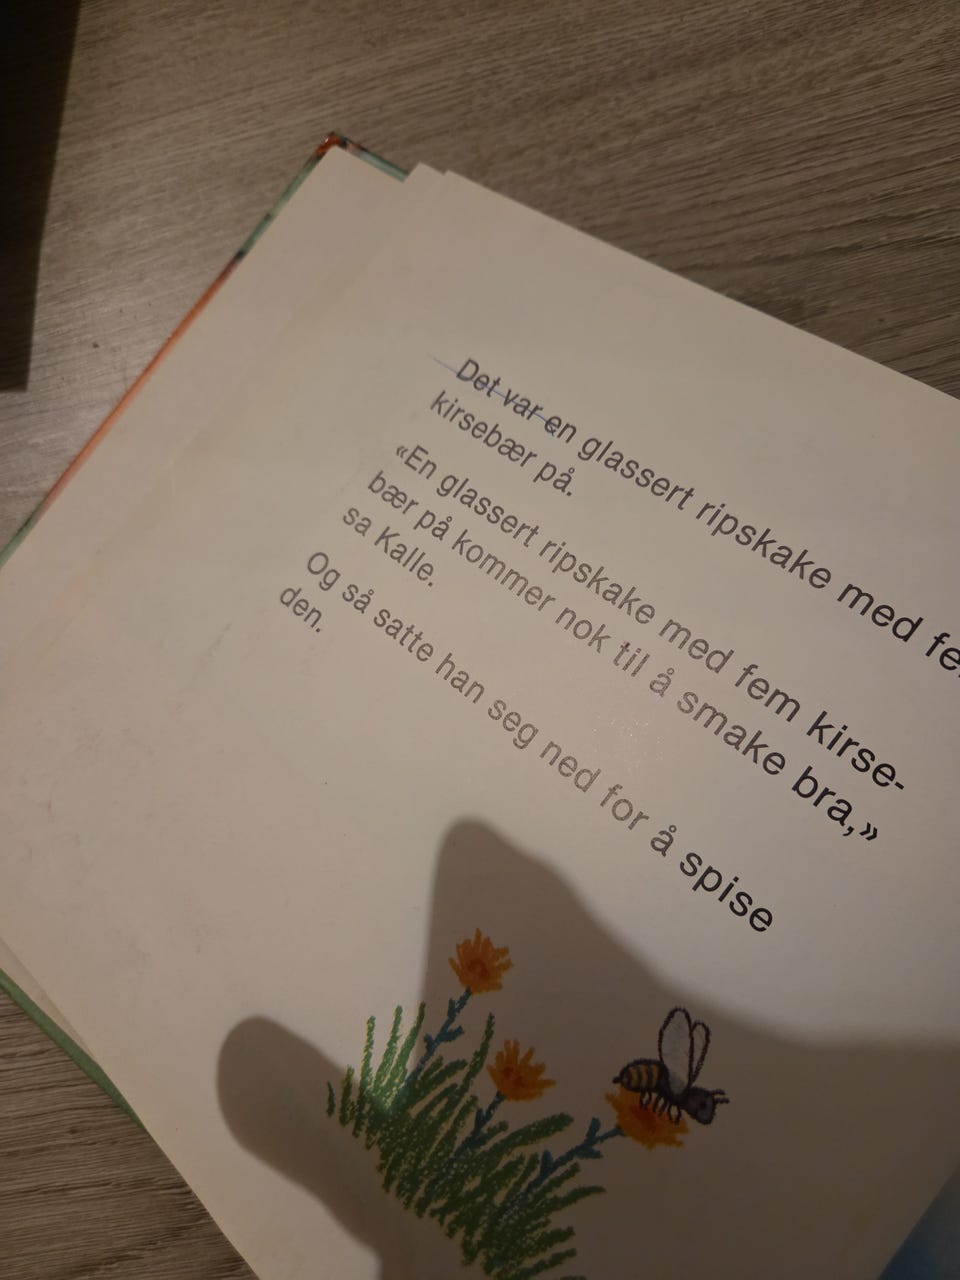 Det var en glassert ripskake med
kirsebær på.
«En glassert ripskake med fem kirse-
bær på kommer nok til å smake bra,»
sa Kalle.
Og så satte han seg ned for å spise
den.